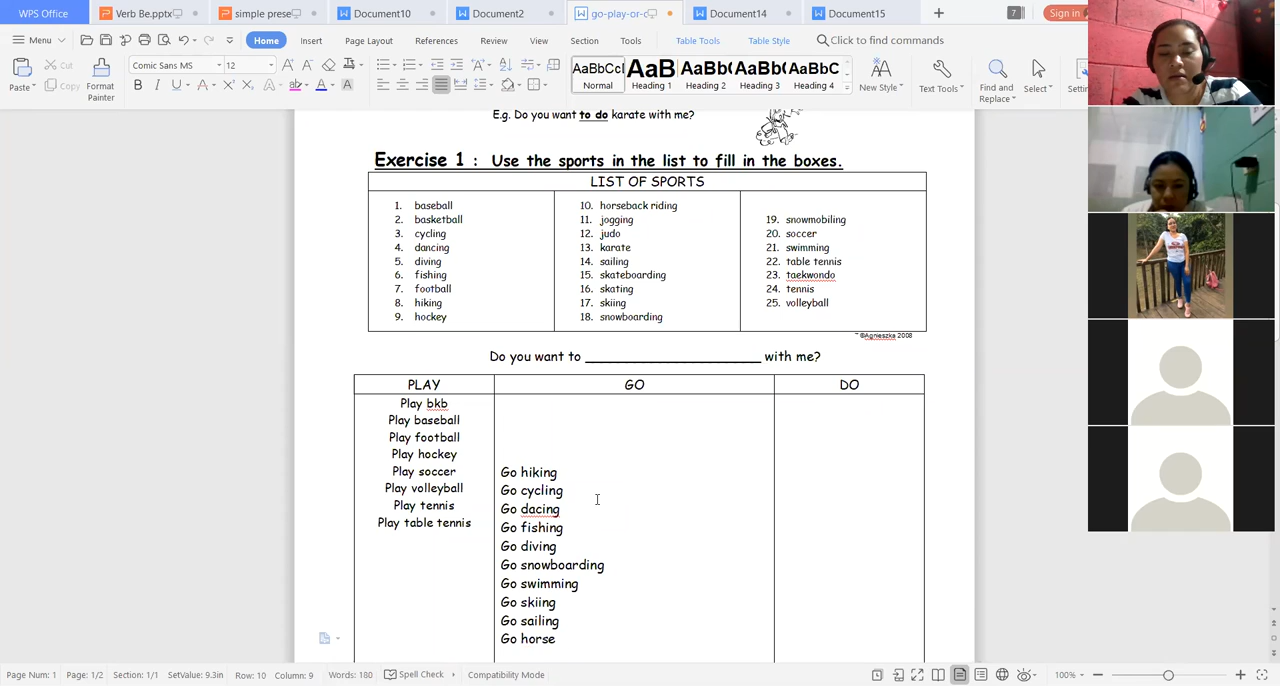 WPS Office
Verb Be.pptx
simple prese
Document10
Document2
go-play-or-d
Document14
Document15
7
Sign in
Menu
Home
Insert
Page Layout
References
Review
View
Section
Tools
Table Tools
Table Style
Click to find commands
Paste
Cut
Copy
Format Painter
Comic Sans MS
12
AaBbCcI
Normal
AaB
Heading 1
AaBb(
Heading 2
AaBb(
Heading 3
AaBbC
Heading 4
New Style
Text Tools
Find and Replace
Select
E.g. Do you want to do karate with me?
Exercise 1 : Use the sports in the list to fill in the boxes.
LIST OF SPORTS
1. baseball
2. basketball
3. cycling
4. dancing
5. diving
6. fishing
7. football
8. hiking
9. hockey
10. horseback riding
11. jogging
12. judo
13. karate
14. sailing
15. skateboarding
16. skating
17. skiing
18. snowboarding
19. snowmobiling
20. soccer
21. swimming
22. table tennis
23. taekwondo
24. tennis
25. volleyball
©Agnieszka 2008
Do you want to ______________________ with me?
PLAY
Play bkb
Play baseball
Play football
Play hockey
Play soccer
Play volleyball
Play tennis
Play table tennis
GO
Go hiking
Go cycling
Go dacing
Go fishing
Go diving
Go snowboarding
Go swimming
Go skiing
Go sailing
Go horse
DO
Page Num: 1
Page: 1/2
Section: 1/1
SetValue: 9.3in
Row: 10
Column: 9
Words: 180
Spell Check
Compatibility Mode
100%